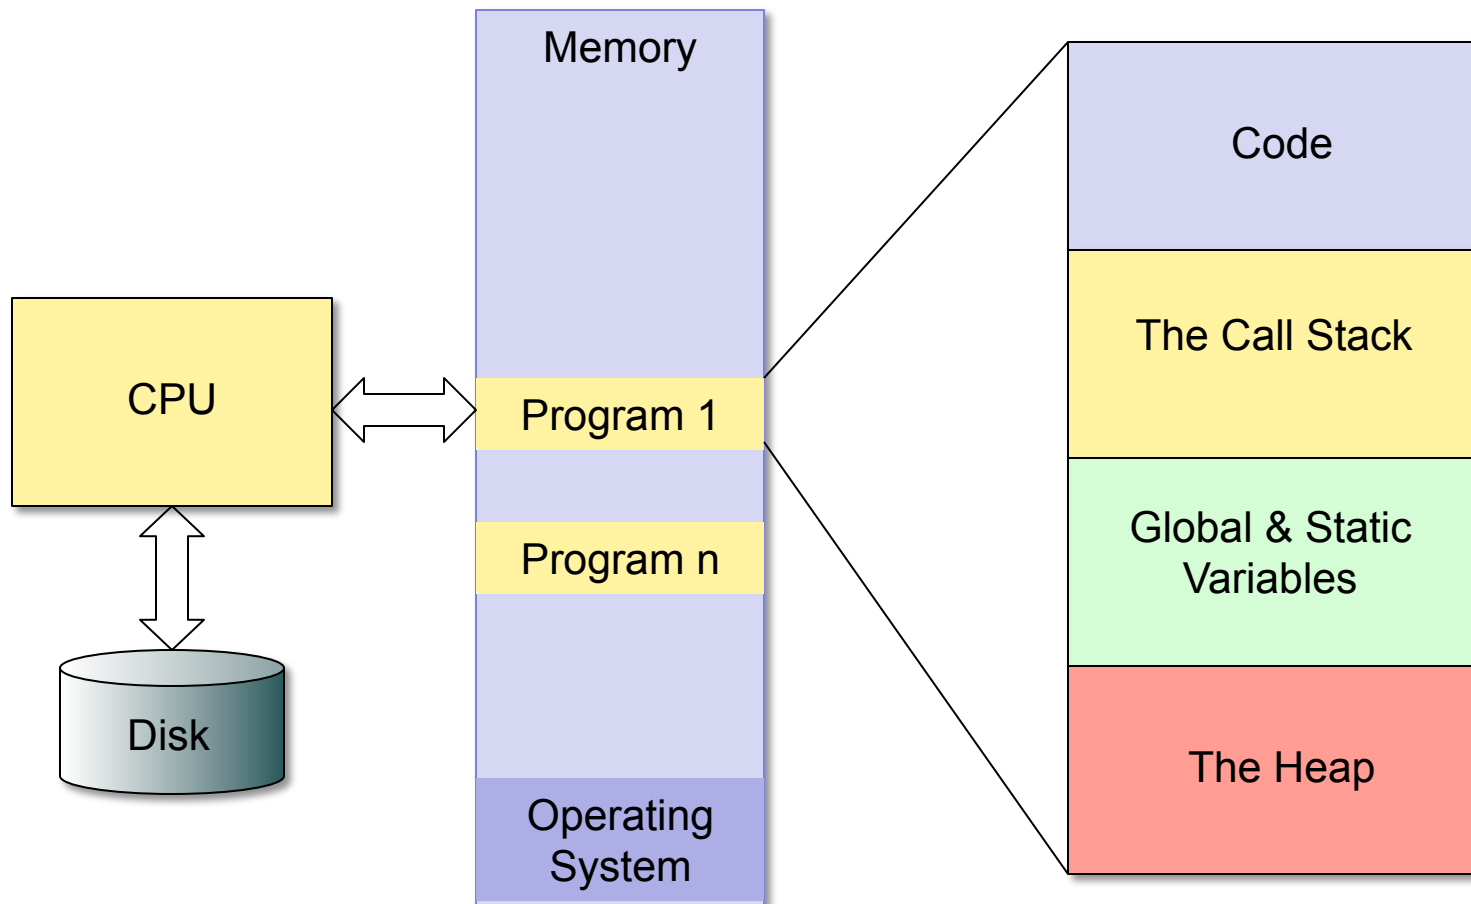 Memory
Code
The Call Stack
CPU
Program 1
Global & Static
Variables
Program n
Disk
The Heap
Operating
System